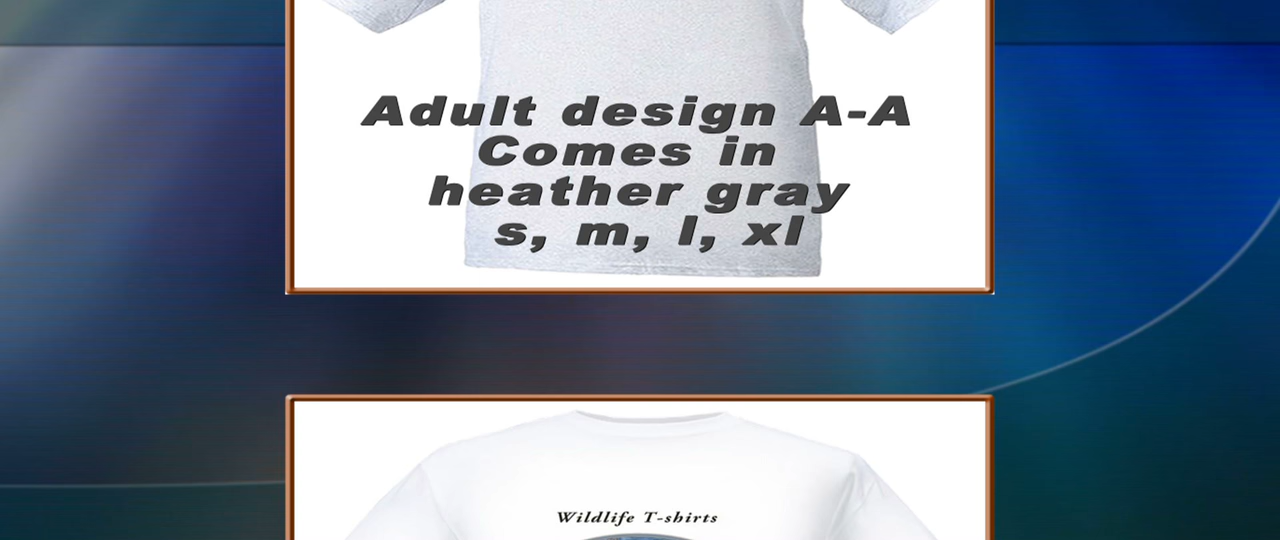 Adult design A-A
Comes in
heather gray
s, m, l, xl
Wildlife T-shirts